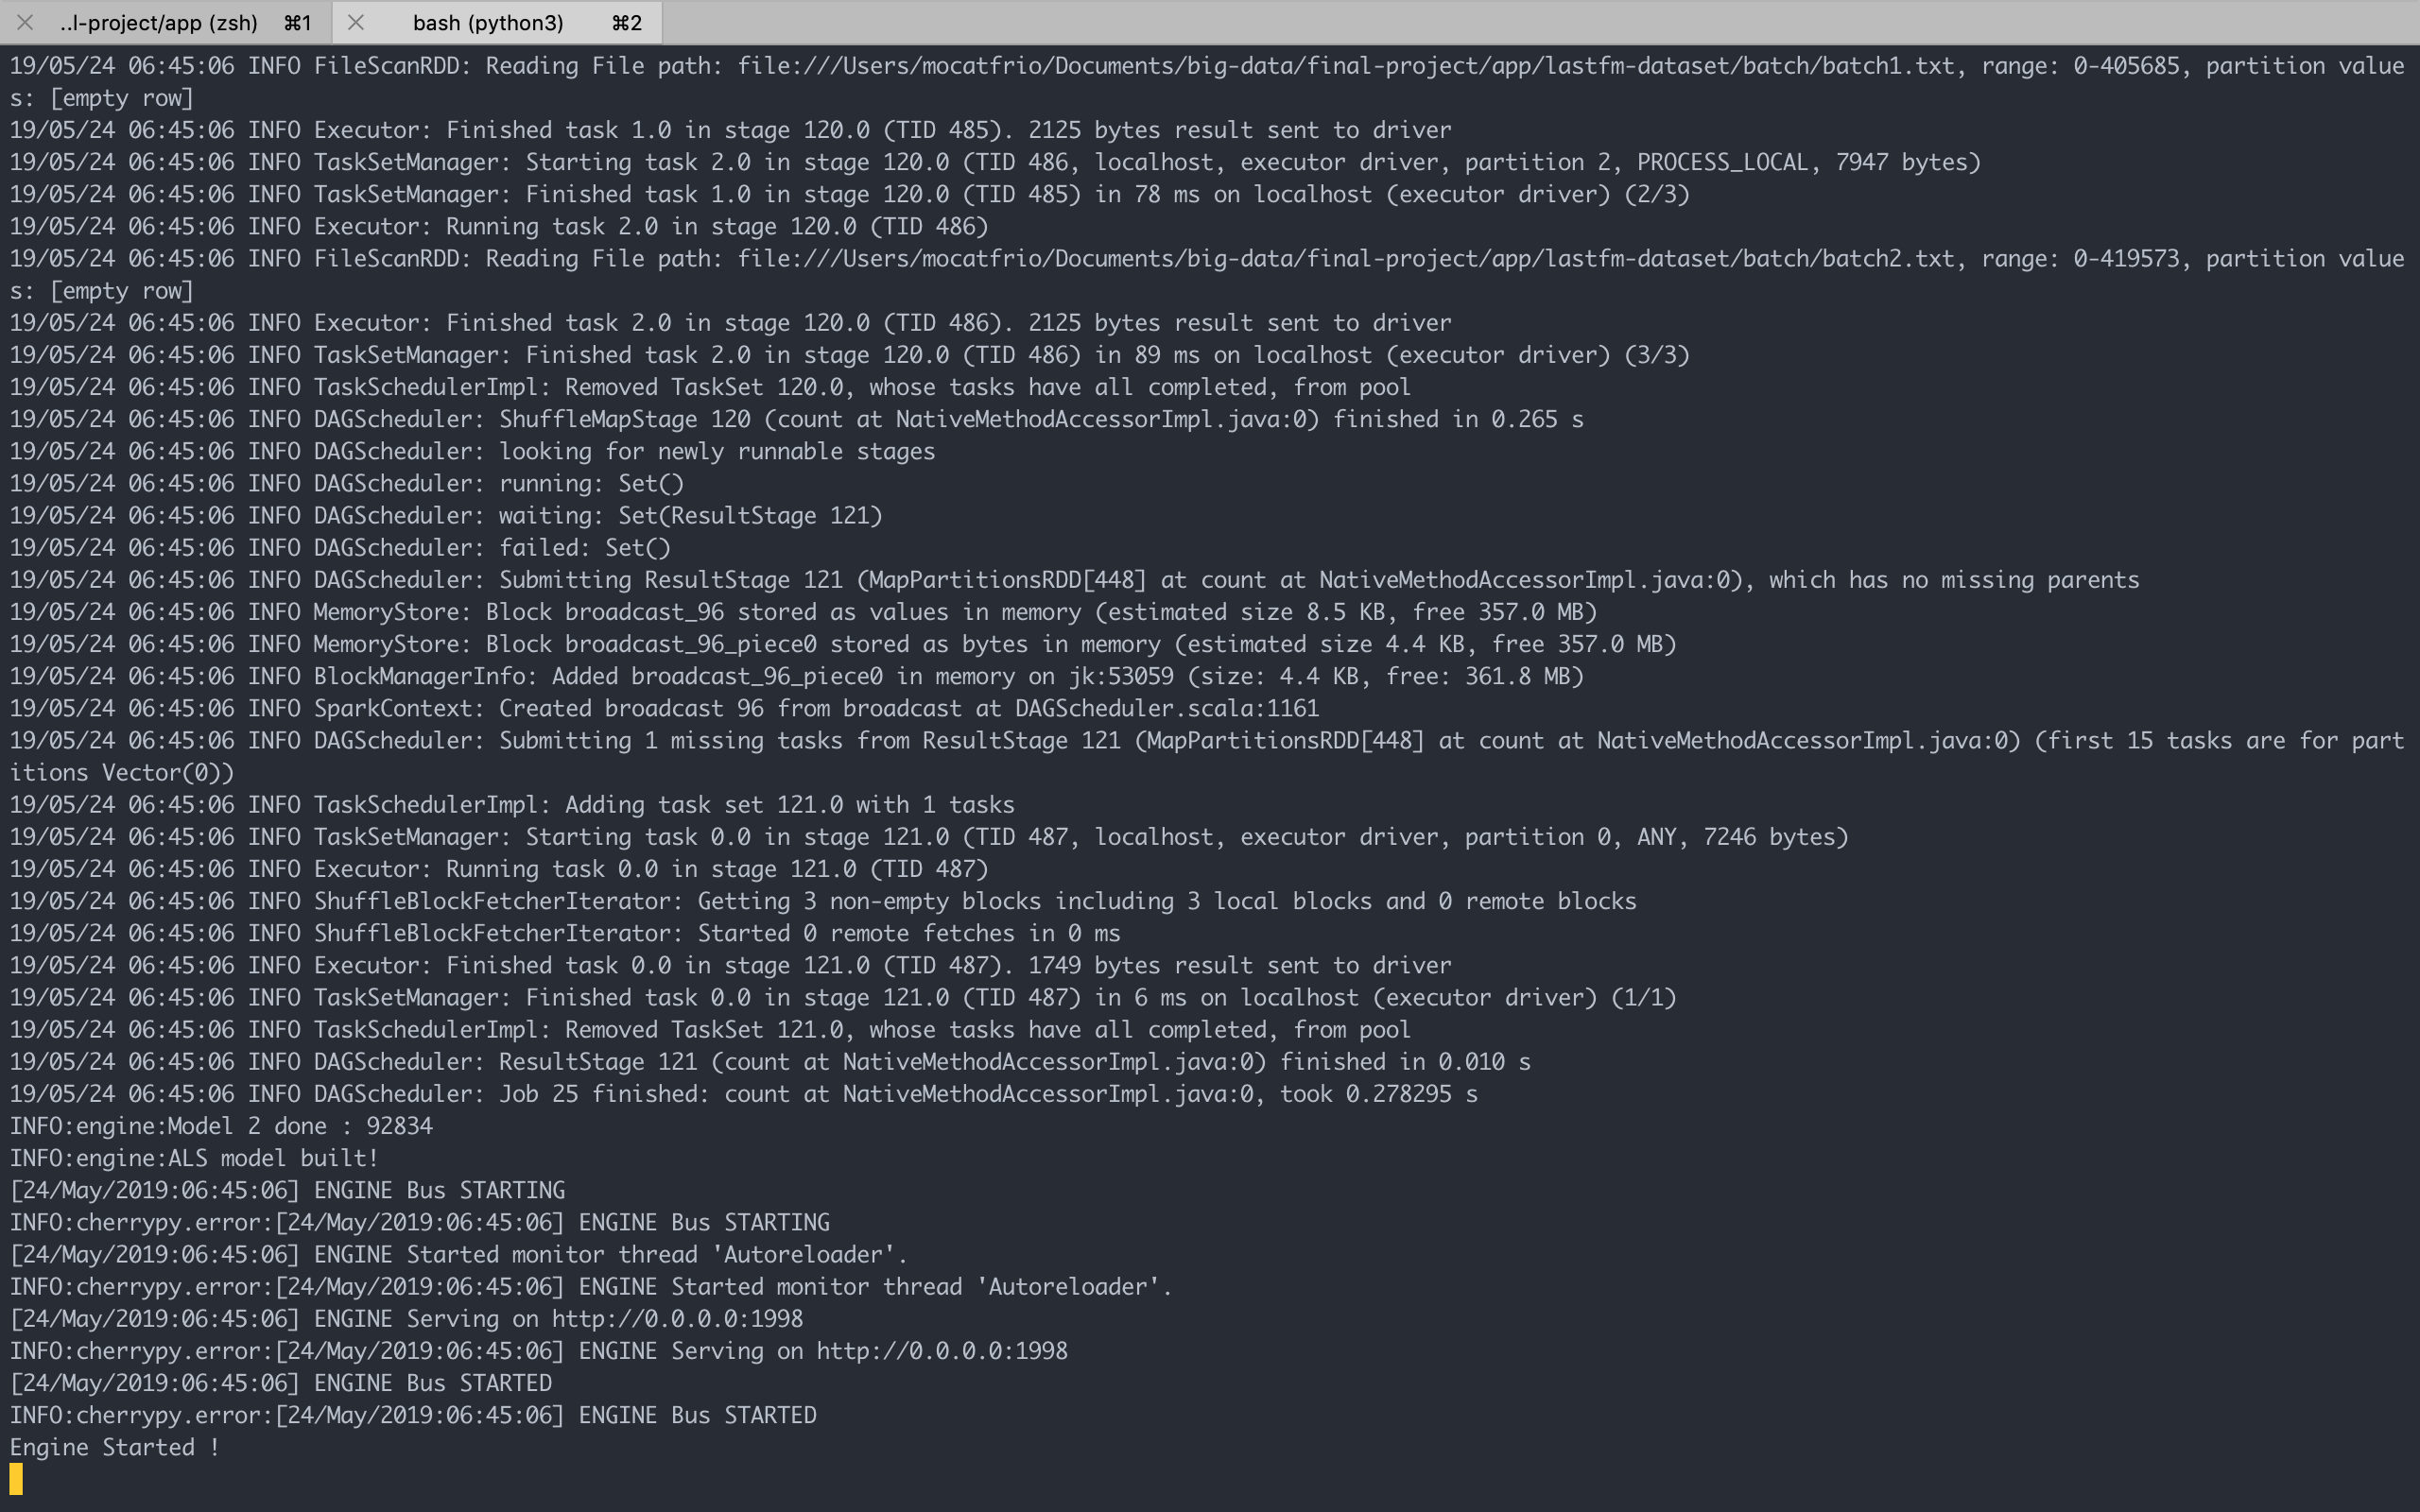 ..l-project/app (zsh) ⌘1
bash (python3) ⌘2
19/05/24 06:45:06 INFO FileScanRDD: Reading File path: file:///Users/mocatfrio/Documents/big-data/final-project/app/lastfm-dataset/batch/batch1.txt, range: 0-405685, partition value
s: [empty row]
19/05/24 06:45:06 INFO Executor: Finished task 1.0 in stage 120.0 (TID 485). 2125 bytes result sent to driver
19/05/24 06:45:06 INFO TaskSetManager: Starting task 2.0 in stage 120.0 (TID 486, localhost, executor driver, partition 2, PROCESS_LOCAL, 7947 bytes)
19/05/24 06:45:06 INFO TaskSetManager: Finished task 1.0 in stage 120.0 (TID 485) in 78 ms on localhost (executor driver) (2/3)
19/05/24 06:45:06 INFO Executor: Running task 2.0 in stage 120.0 (TID 486)
19/05/24 06:45:06 INFO FileScanRDD: Reading File path: file:///Users/mocatfrio/Documents/big-data/final-project/app/lastfm-dataset/batch/batch2.txt, range: 0-419573, partition value
s: [empty row]
19/05/24 06:45:06 INFO Executor: Finished task 2.0 in stage 120.0 (TID 486). 2125 bytes result sent to driver
19/05/24 06:45:06 INFO TaskSetManager: Finished task 2.0 in stage 120.0 (TID 486) in 89 ms on localhost (executor driver) (3/3)
19/05/24 06:45:06 INFO TaskSchedulerImpl: Removed TaskSet 120.0, whose tasks have all completed, from pool
19/05/24 06:45:06 INFO DAGScheduler: ShuffleMapStage 120 (count at NativeMethodAccessorImpl.java:0) finished in 0.265 s
19/05/24 06:45:06 INFO DAGScheduler: looking for newly runnable stages
19/05/24 06:45:06 INFO DAGScheduler: running: Set()
19/05/24 06:45:06 INFO DAGScheduler: waiting: Set(ResultStage 121)
19/05/24 06:45:06 INFO DAGScheduler: failed: Set()
19/05/24 06:45:06 INFO DAGScheduler: Submitting ResultStage 121 (MapPartitionsRDD[448] at count at NativeMethodAccessorImpl.java:0), which has no missing parents
19/05/24 06:45:06 INFO MemoryStore: Block broadcast_96 stored as values in memory (estimated size 8.5 KB, free 357.0 MB)
19/05/24 06:45:06 INFO MemoryStore: Block broadcast_96_piece0 stored as bytes in memory (estimated size 4.4 KB, free 357.0 MB)
19/05/24 06:45:06 INFO BlockManagerInfo: Added broadcast_96_piece0 in memory on jk:53059 (size: 4.4 KB, free: 361.8 MB)
19/05/24 06:45:06 INFO SparkContext: Created broadcast 96 from broadcast at DAGScheduler.scala:1161
19/05/24 06:45:06 INFO DAGScheduler: Submitting 1 missing tasks from ResultStage 121 (MapPartitionsRDD[448] at count at NativeMethodAccessorImpl.java:0) (first 15 tasks are for part
itions Vector(0))
19/05/24 06:45:06 INFO TaskSchedulerImpl: Adding task set 121.0 with 1 tasks
19/05/24 06:45:06 INFO TaskSetManager: Starting task 0.0 in stage 121.0 (TID 487, localhost, executor driver, partition 0, ANY, 7246 bytes)
19/05/24 06:45:06 INFO Executor: Running task 0.0 in stage 121.0 (TID 487)
19/05/24 06:45:06 INFO ShuffleBlockFetcherIterator: Getting 3 non-empty blocks including 3 local blocks and 0 remote blocks
19/05/24 06:45:06 INFO ShuffleBlockFetcherIterator: Started 0 remote fetches in 0 ms
19/05/24 06:45:06 INFO Executor: Finished task 0.0 in stage 121.0 (TID 487). 1749 bytes result sent to driver
19/05/24 06:45:06 INFO TaskSetManager: Finished task 0.0 in stage 121.0 (TID 487) in 6 ms on localhost (executor driver) (1/1)
19/05/24 06:45:06 INFO TaskSchedulerImpl: Removed TaskSet 121.0, whose tasks have all completed, from pool
19/05/24 06:45:06 INFO DAGScheduler: ResultStage 121 (count at NativeMethodAccessorImpl.java:0) finished in 0.010 s
19/05/24 06:45:06 INFO DAGScheduler: Job 25 finished: count at NativeMethodAccessorImpl.java:0, took 0.278295 s
INFO:engine:Model 2 done : 92834
INFO:engine:ALS model built!
[24/May/2019:06:45:06] ENGINE Bus STARTING
INFO:cherrypy.error:[24/May/2019:06:45:06] ENGINE Bus STARTING
[24/May/2019:06:45:06] ENGINE Started monitor thread 'Autoreloader'.
INFO:cherrypy.error:[24/May/2019:06:45:06] ENGINE Started monitor thread 'Autoreloader'.
[24/May/2019:06:45:06] ENGINE Serving on http://0.0.0.0:1998
INFO:cherrypy.error:[24/May/2019:06:45:06] ENGINE Serving on http://0.0.0.0:1998
[24/May/2019:06:45:06] ENGINE Bus STARTED
INFO:cherrypy.error:[24/May/2019:06:45:06] ENGINE Bus STARTED
Engine Started !